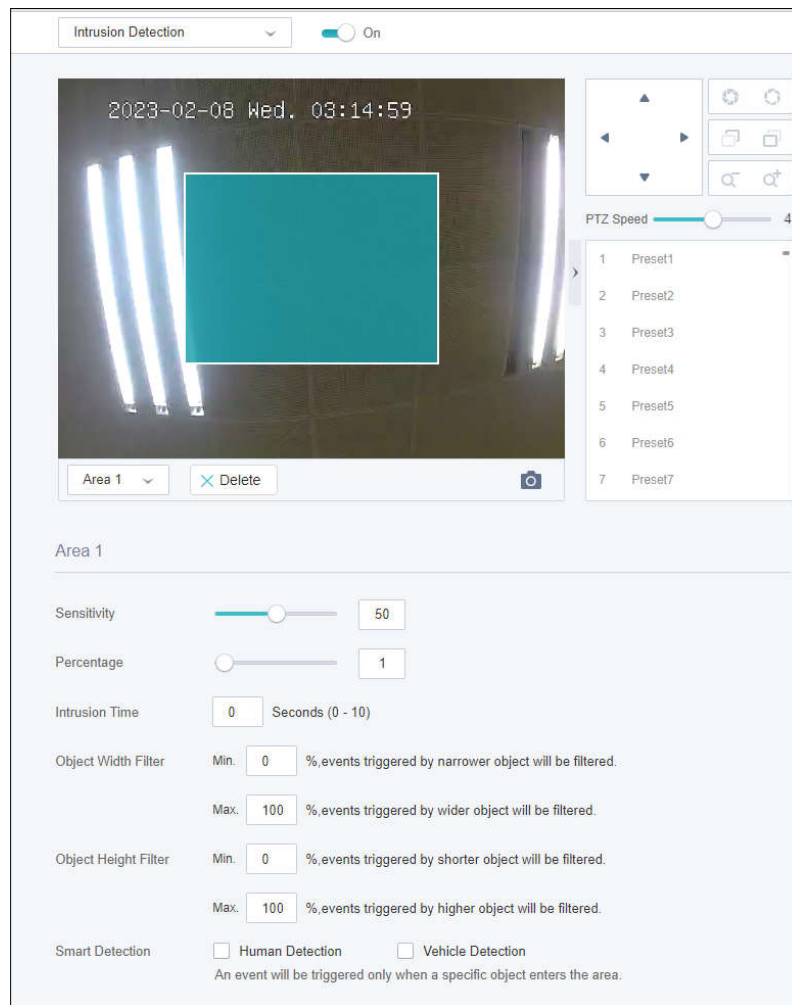 Intrusion Detection
On
2023-02-08 Wed. 03:14:59
PTZ Speed 4
1 Preset1
2 Preset2
3 Preset3
4 Preset4
5 Preset5
6 Preset6
7 Preset7
Area 1
Delete
Area 1
Sensitivity 50
Percentage 1
Intrusion Time 0 Seconds (0 - 10)
Object Width Filter Min. 0 %,events triggered by narrower object will be filtered.
Max. 100 %,events triggered by wider object will be filtered.
Object Height Filter Min. 0 %,events triggered by shorter object will be filtered.
Max. 100 %,events triggered by higher object will be filtered.
Smart Detection Human Detection Vehicle Detection
An event will be triggered only when a specific object enters the area.